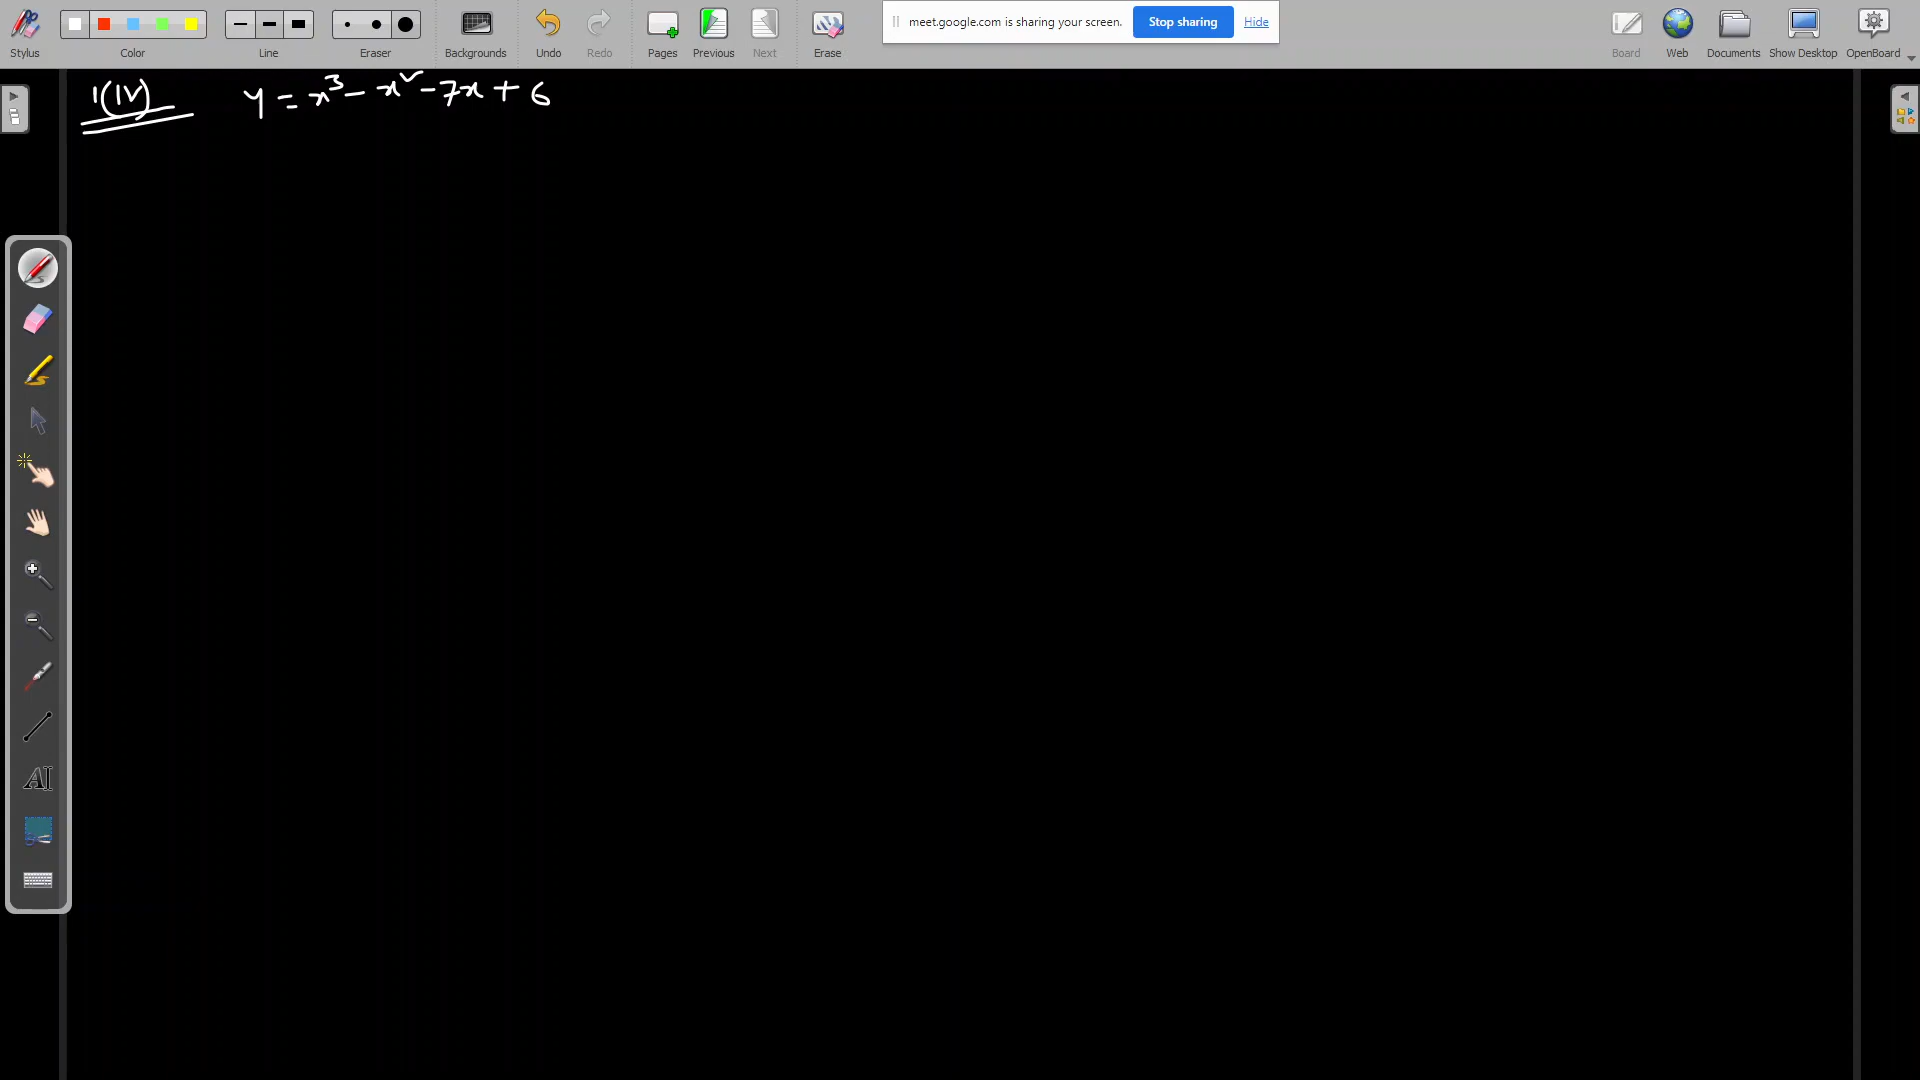 Stylus Color Line Eraser Backgrounds Undo Redo Pages Previous Next Erase
meet.google.com is sharing your screen. Stop sharing Hide
Board Web Documents Show Desktop OpenBoard
1(IV) y = x³ - x² - 7x + 6
AI